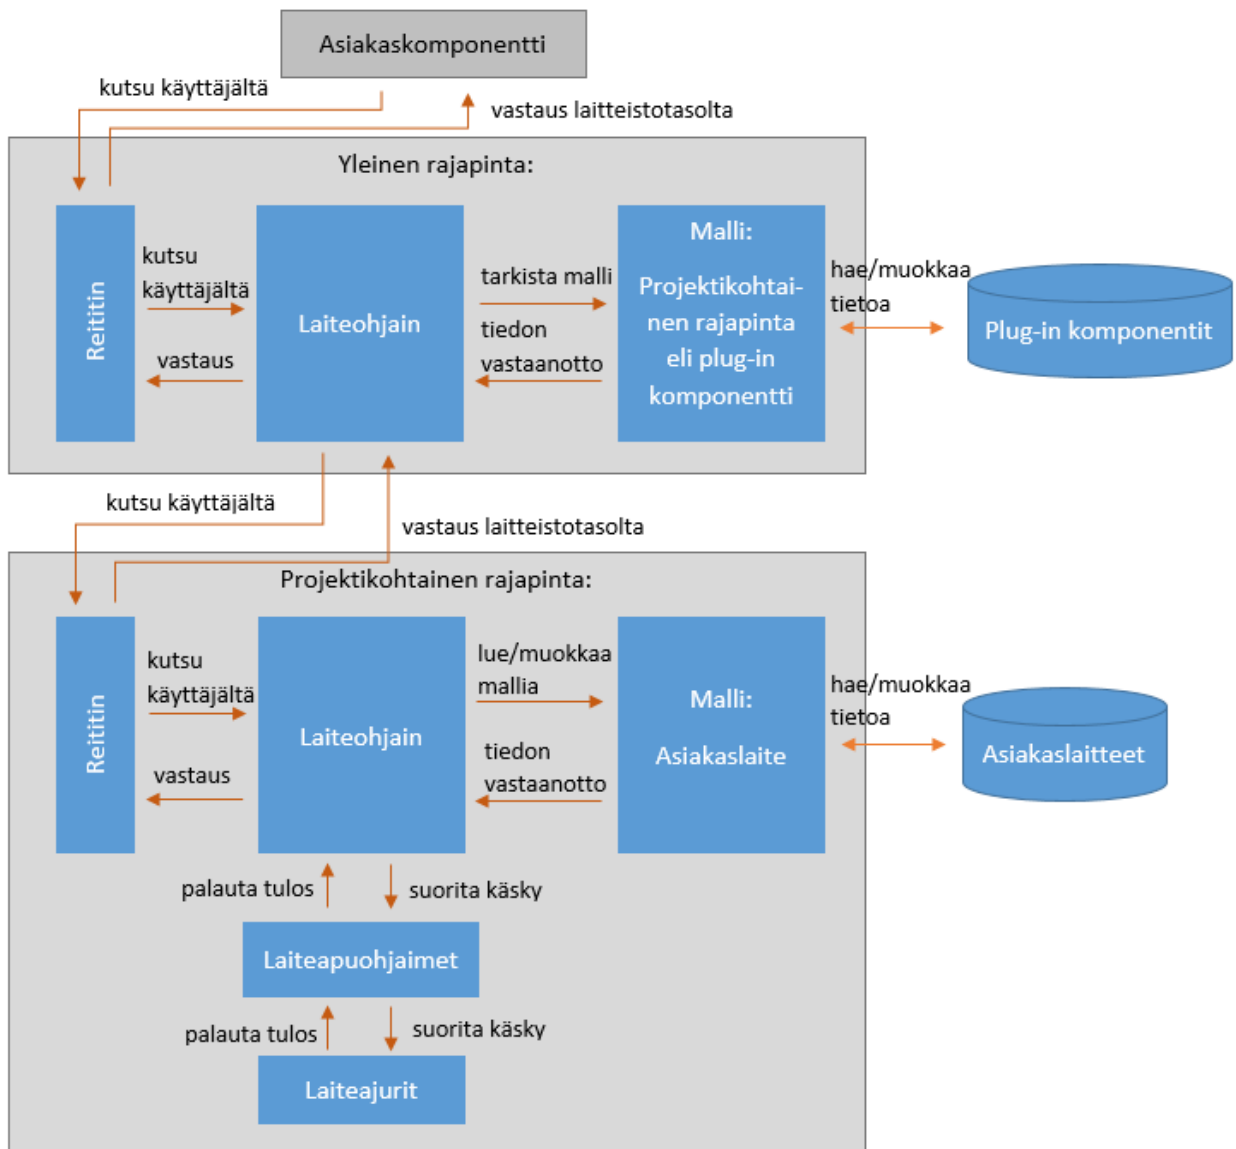 Asiakaskomponentti
kutsu käyttäjältä
vastaus laitteistotasolta
Yleinen rajapinta:
Reititin
kutsu
käyttäjältä
vastaus
Laiteohjain
tarkista malli
tiedon
vastaanotto
Malli:
Projektikohtai-
nen rajapinta
eli plug-in
komponentti
hae/muokkaa
tietoa
Plug-in komponentit
kutsu käyttäjältä
vastaus laitteistotasolta
Projektikohtainen rajapinta:
Reititin
kutsu
käyttäjältä
vastaus
Laiteohjain
lue/muokkaa
mallia
tiedon
vastaanotto
Malli:
Asiakaslaite
hae/muokkaa
tietoa
Asiakaslaitteet
palauta tulos
suorita käsky
Laiteapuohjaimet
palauta tulos
suorita käsky
Laiteajurit